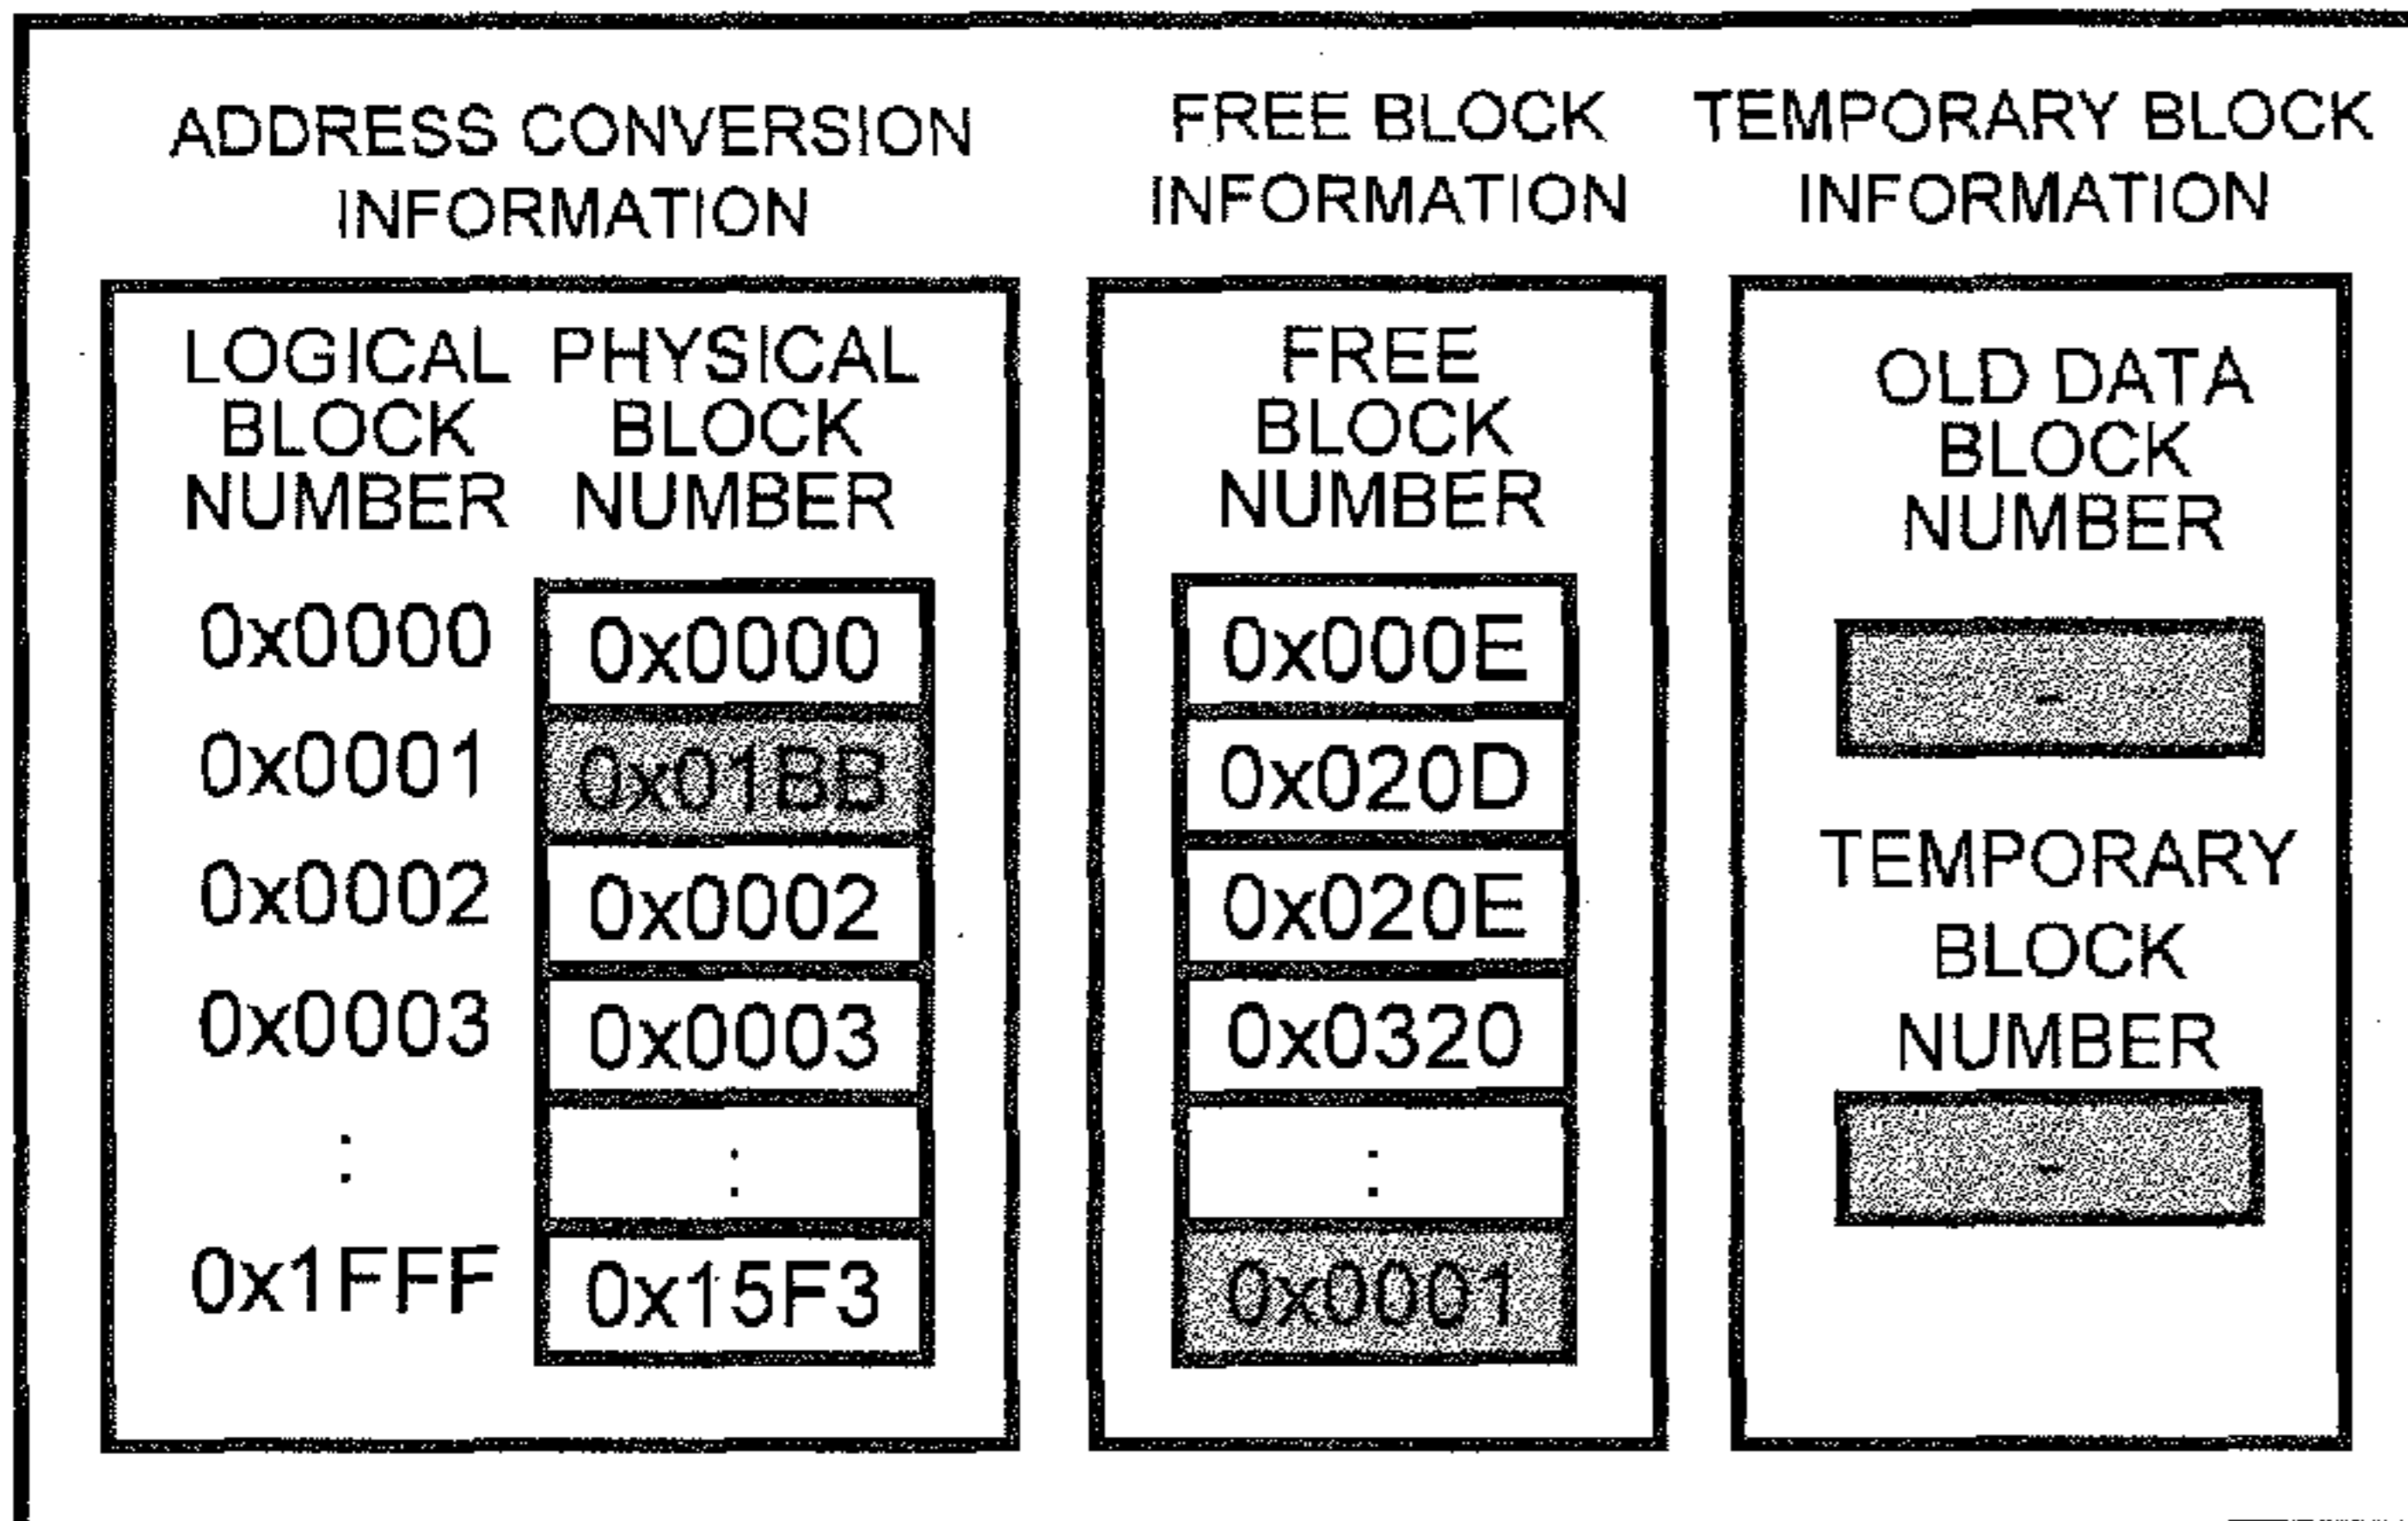 ADDRESS CONVERSION
INFORMATION
LOGICAL PHYSICAL
BLOCK BLOCK
NUMBER NUMBER
0x0000 0x0000
0x0001 0x01BB
0x0002 0x0002
0x0003 0x0003
: :
0x1FFF 0x15F3
FREE BLOCK
INFORMATION
FREE
BLOCK
NUMBER
0x000E
0x020D
0x020E
0x0320
:
0x0001
TEMPORARY BLOCK
INFORMATION
OLD DATA
BLOCK
NUMBER
-
TEMPORARY
BLOCK
NUMBER
-